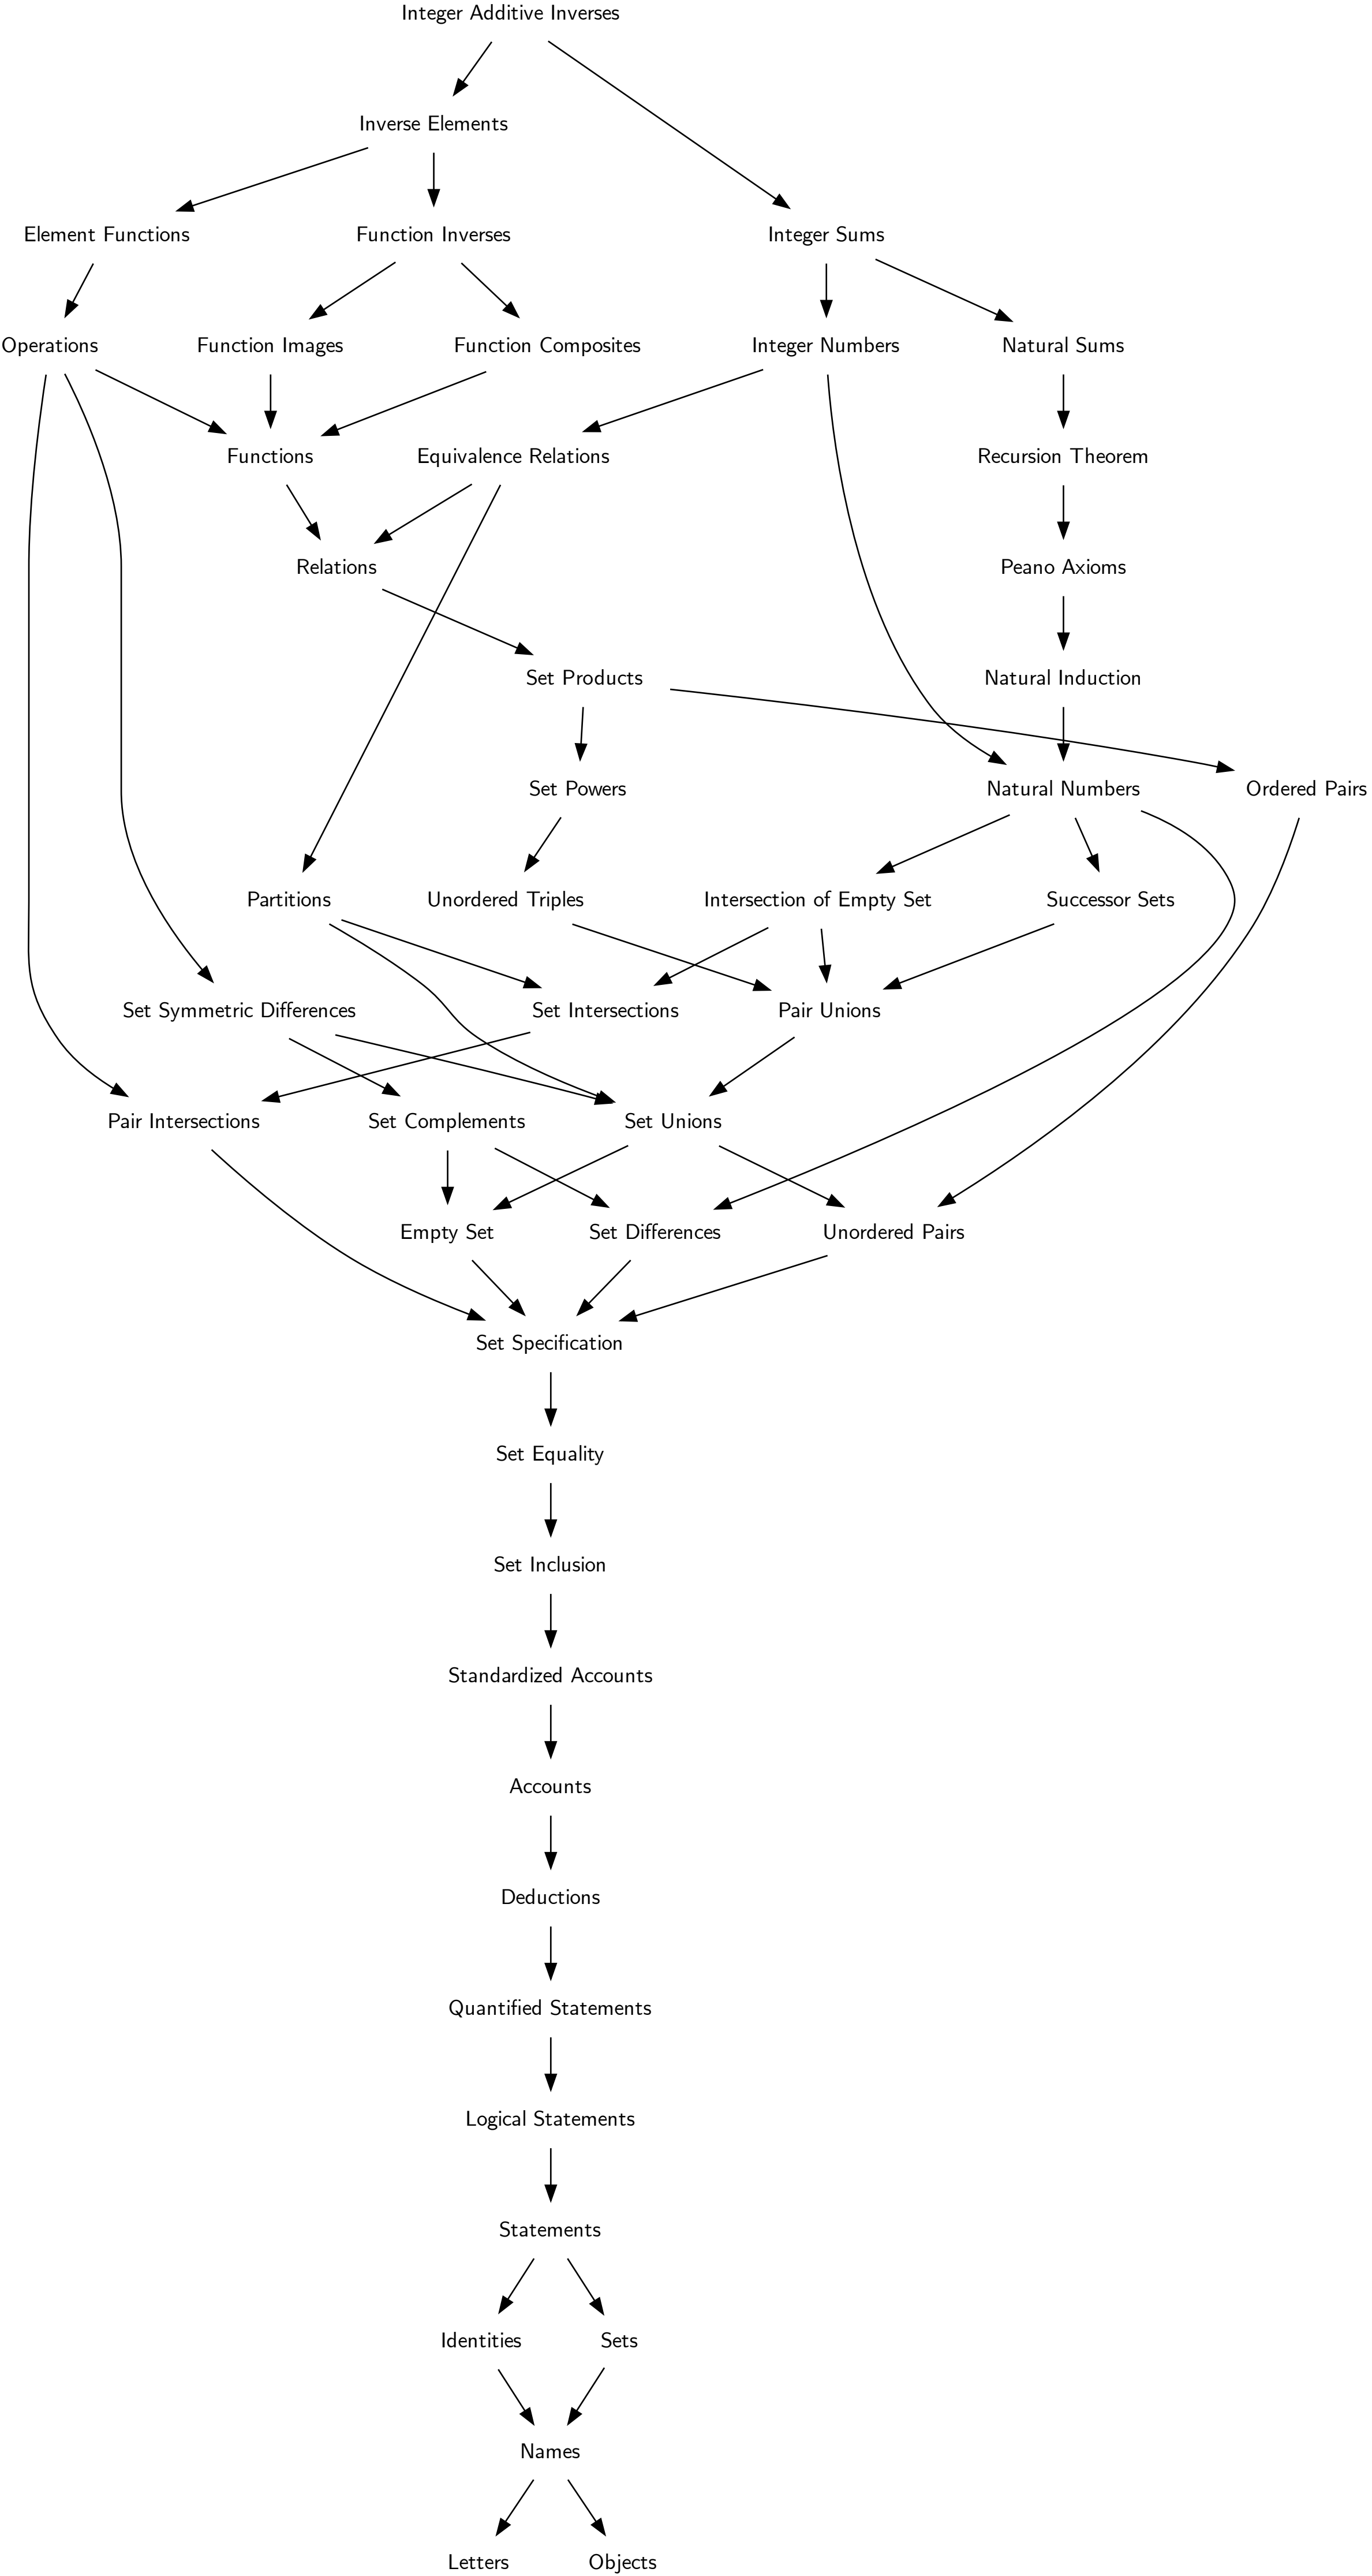 Integer Additive Inverses
Inverse Elements
Element Functions
Function Inverses
Integer Sums
Operations
Function Images
Function Composites
Integer Numbers
Natural Sums
Functions
Equivalence Relations
Recursion Theorem
Relations
Peano Axioms
Set Products
Natural Induction
Set Powers
Natural Numbers
Ordered Pairs
Partitions
Unordered Triples
Intersection of Empty Set
Successor Sets
Set Symmetric Differences
Set Intersections
Pair Unions
Pair Intersections
Set Complements
Set Unions
Empty Set
Set Differences
Unordered Pairs
Set Specification
Set Equality
Set Inclusion
Standardized Accounts
Accounts
Deductions
Quantified Statements
Logical Statements
Statements
Identities
Sets
Names
Letters
Objects